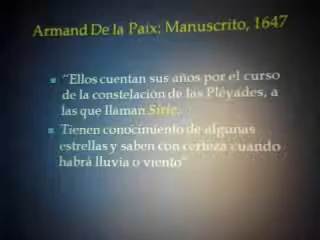 Armand De la Paix: Manuscrito, 1647
"Ellos cuentan sus años por el curso
de la constelación de las Pléyades, a
las que llaman Sirie.
Tienen conocimiento de algunas
estrellas y saben con certeza cuando
habrá lluvia o viento"